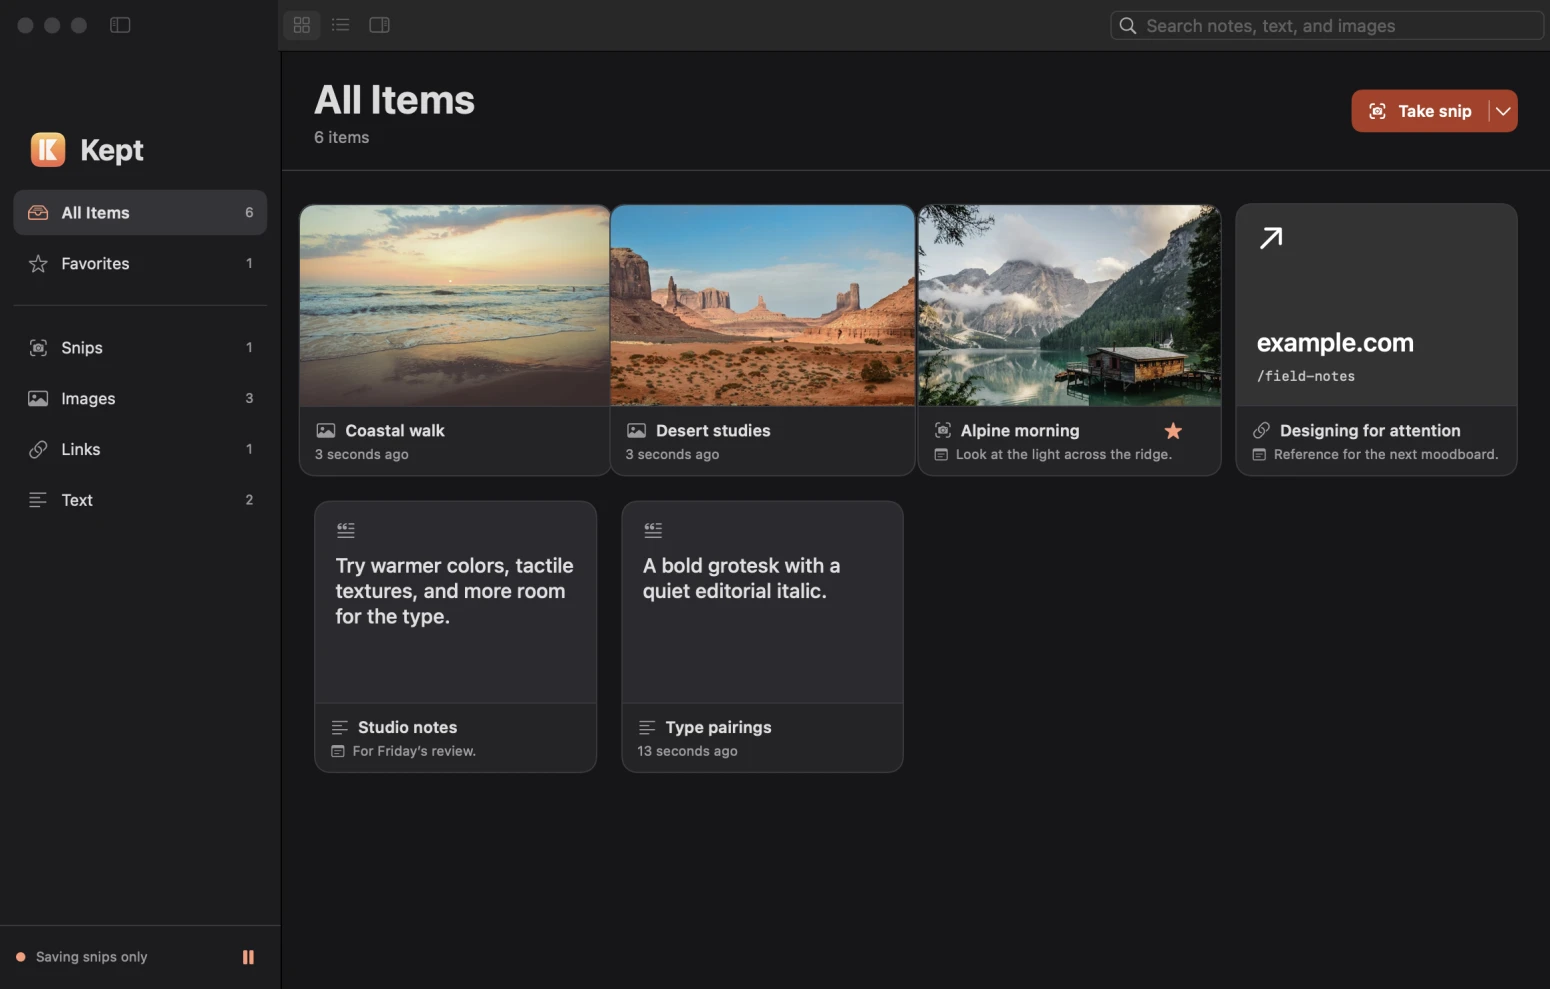 Search notes, text, and images
Kept
All Items 6
Favorites 1
Snips 1
Images 3
Links 1
Text 2
Saving snips only
All Items
6 items
Take snip
Coastal walk
3 seconds ago
Desert studies
3 seconds ago
Alpine morning
Look at the light across the ridge.
example.com
/field-notes
Designing for attention
Reference for the next moodboard.
Try warmer colors, tactile
textures, and more room
for the type.
Studio notes
For Friday’s review.
A bold grotesk with a
quiet editorial italic.
Type pairings
13 seconds ago